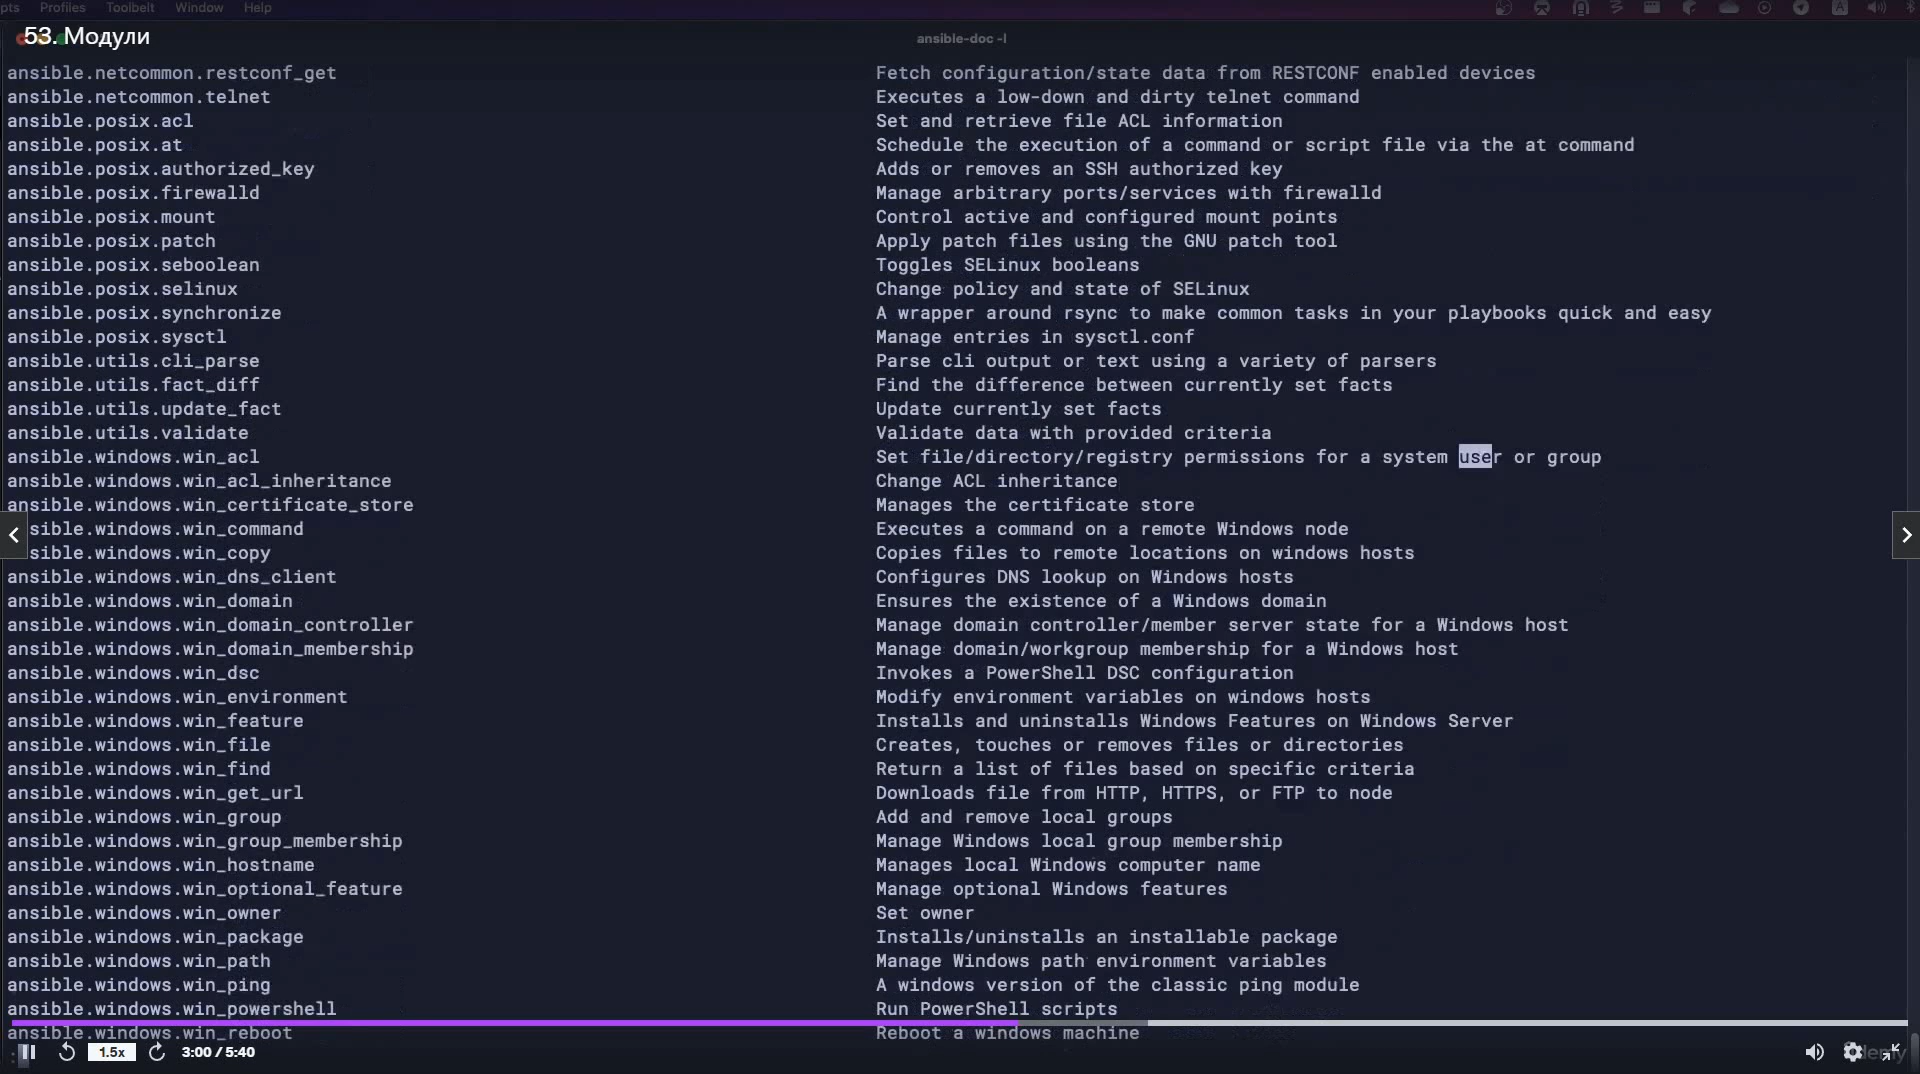 pts Profiles Toolbelt Window Help
53. Модули
ansible-doc -l
ansible.netcommon.restconf_get Fetch configuration/state data from RESTCONF enabled devices
ansible.netcommon.telnet Executes a low-down and dirty telnet command
ansible.posix.acl Set and retrieve file ACL information
ansible.posix.at Schedule the execution of a command or script file via the at command
ansible.posix.authorized_key Adds or removes an SSH authorized key
ansible.posix.firewalld Manage arbitrary ports/services with firewalld
ansible.posix.mount Control active and configured mount points
ansible.posix.patch Apply patch files using the GNU patch tool
ansible.posix.seboolean Toggles SELinux booleans
ansible.posix.selinux Change policy and state of SELinux
ansible.posix.synchronize A wrapper around rsync to make common tasks in your playbooks quick and easy
ansible.posix.sysctl Manage entries in sysctl.conf
ansible.utils.cli_parse Parse cli output or text using a variety of parsers
ansible.utils.fact_diff Find the difference between currently set facts
ansible.utils.update_fact Update currently set facts
ansible.utils.validate Validate data with provided criteria
ansible.windows.win_acl Set file/directory/registry permissions for a system user or group
ansible.windows.win_acl_inheritance Change ACL inheritance
ansible.windows.win_certificate_store Manages the certificate store
sible.windows.win_command Executes a command on a remote Windows node
sible.windows.win_copy Copies files to remote locations on windows hosts
ansible.windows.win_dns_client Configures DNS lookup on Windows hosts
ansible.windows.win_domain Ensures the existence of a Windows domain
ansible.windows.win_domain_controller Manage domain controller/member server state for a Windows host
ansible.windows.win_domain_membership Manage domain/workgroup membership for a Windows host
ansible.windows.win_dsc Invokes a PowerShell DSC configuration
ansible.windows.win_environment Modify environment variables on windows hosts
ansible.windows.win_feature Installs and uninstalls Windows Features on Windows Server
ansible.windows.win_file Creates, touches or removes files or directories
ansible.windows.win_find Return a list of files based on specific criteria
ansible.windows.win_get_url Downloads file from HTTP, HTTPS, or FTP to node
ansible.windows.win_group Add and remove local groups
ansible.windows.win_group_membership Manage Windows local group membership
ansible.windows.win_hostname Manages local Windows computer name
ansible.windows.win_optional_feature Manage optional Windows features
ansible.windows.win_owner Set owner
ansible.windows.win_package Installs/uninstalls an installable package
ansible.windows.win_path Manage Windows path environment variables
ansible.windows.win_ping A windows version of the classic ping module
ansible.windows.win_powershell Run PowerShell scripts
ansible.windows.win_reboot Reboot a windows machine
1.5x 3:00 / 5:40